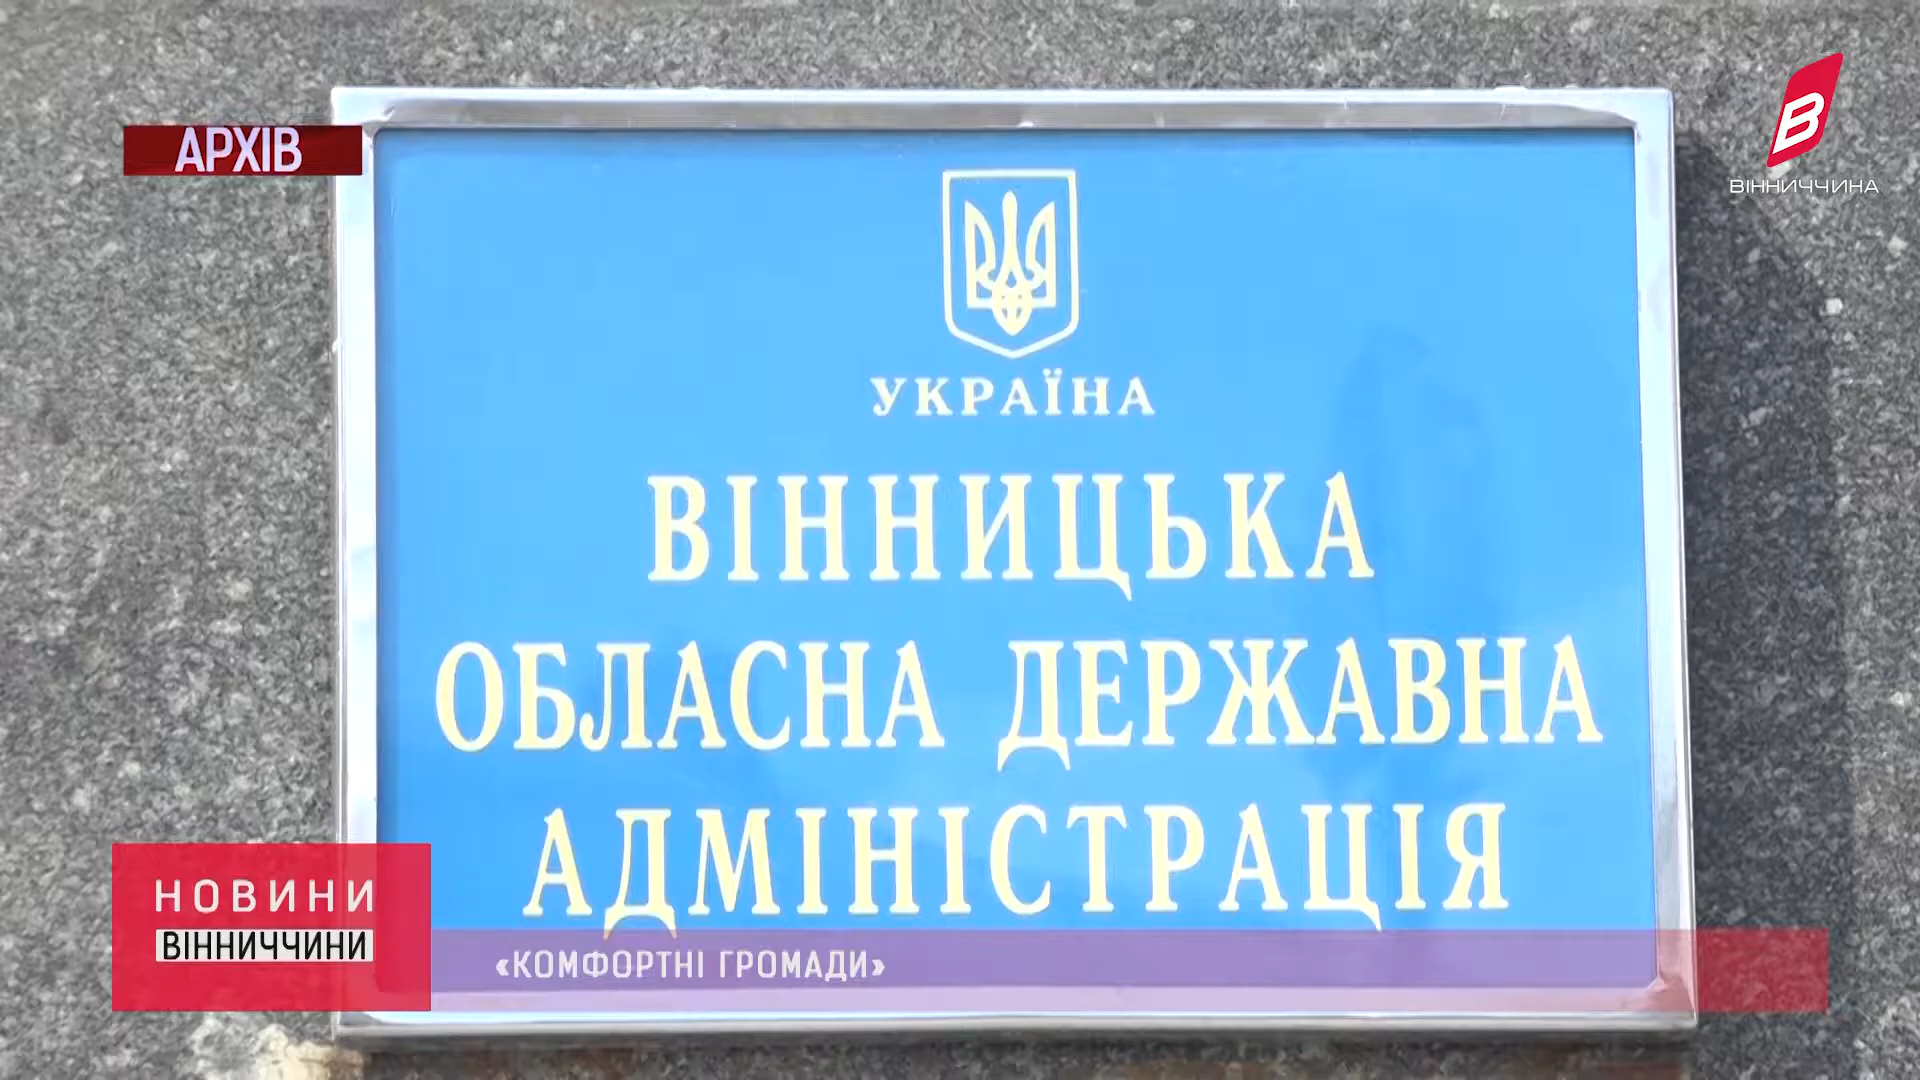 АРХІВ
В
ВІННИЧЧИНА
УКРАЇНА
ВІННИЦЬКА
ОБЛАСНА ДЕРЖАВНА
АДМІНІСТРАЦІЯ
НОВИНИ
ВІННИЧЧИНИ
«КОМФОРТНІ ГРОМАДИ»